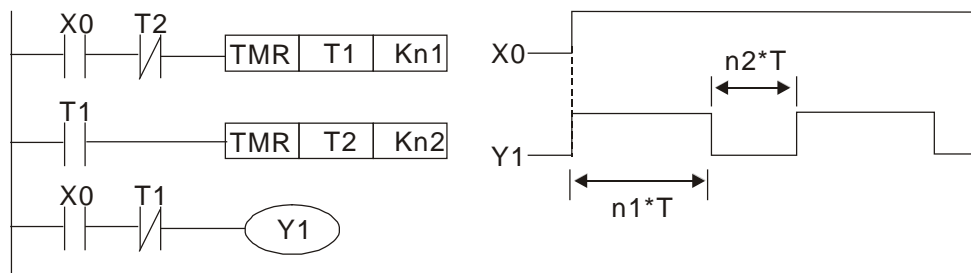 X0 T2
TMR T1 Kn1
T1
TMR T2 Kn2
X0 T1
Y1
X0
n2*T
Y1
n1*T